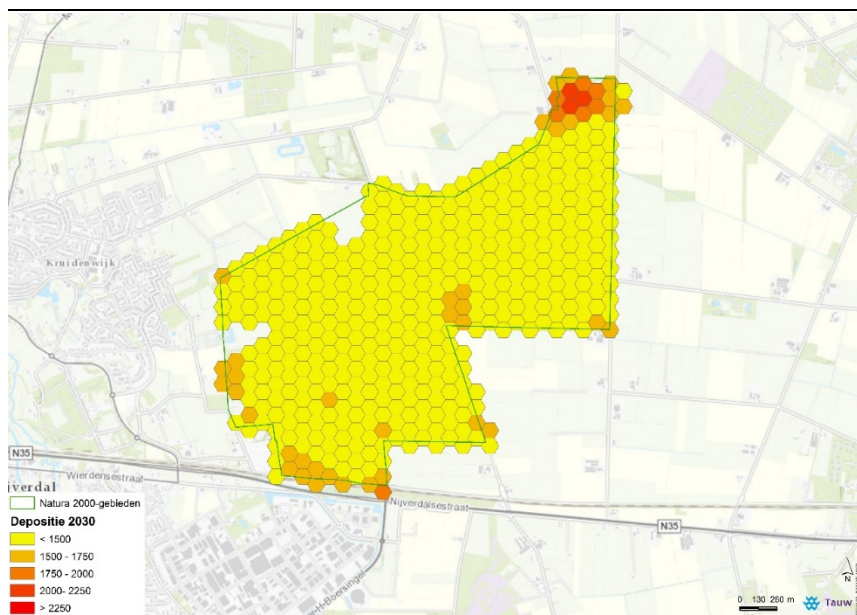 Kruidenwijk
N35
Wierdensestraat
ijverdal
Nijverdalsestraat
N35
Natura 2000-gebieden
Depositie 2030
< 1500
1500 - 1750
1750 - 2000
2000- 2250
> 2250
N
0 130 260 m
Tauw